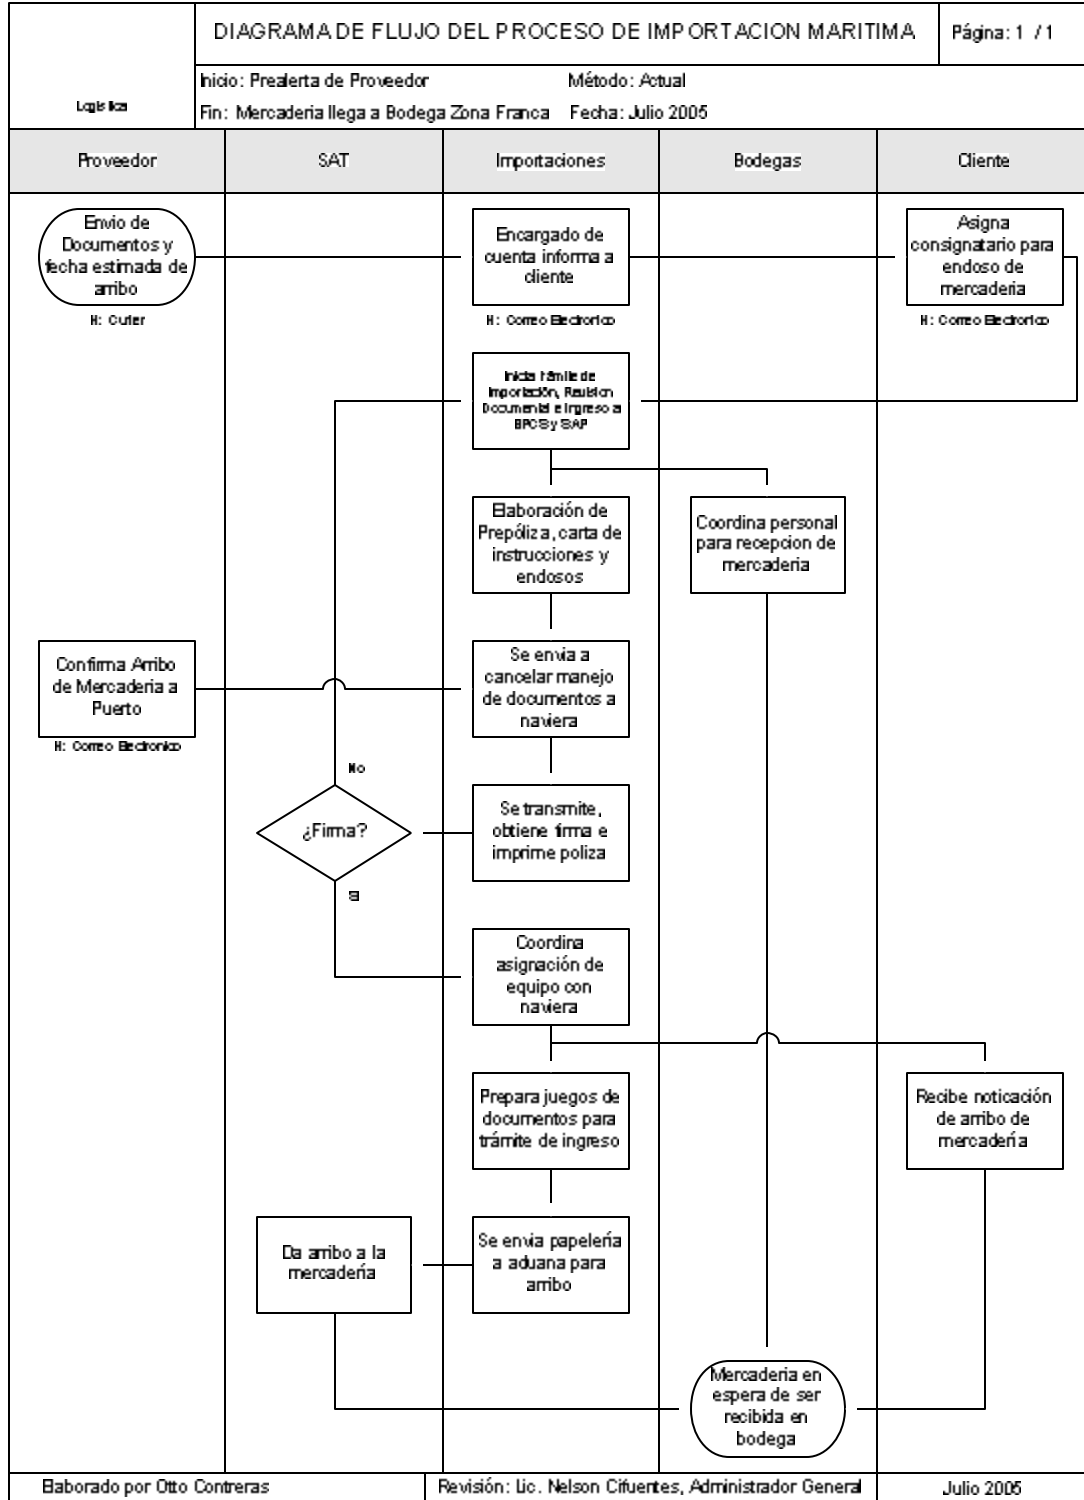 DIAGRAMA DE FLUJO DEL PROCESO DE IMPORTACION MARITIMA
Página: 1 / 1
Logística
Inicio: Prealerta de Proveedor
Método: Actual
Fin: Mercaderia llega a Bodega Zona Franca
Fecha: Julio 2005
Proveedor
SAT
Importaciones
Bodegas
Cliente
Envio de
Documentos y
fecha estimada de
arribo
H: Curier
Encargado de
cuenta informa a
cliente
H: Correo Electronico
Asigna
consignatario para
endoso de
mercaderia
H: Correo Electronico
Inicia trámite de
Importación, Revision
Documental e Ingreso a
BPCS y SAP
Elaboración de
Prepóliza, carta de
instrucciones y
endosos
Coordina personal
para recepcion de
mercaderia
Confirma Arribo
de Mercaderia a
Puerto
H: Correo Electronico
Se envia a
cancelar manejo
de documentos a
naviera
No
¿Firma?
Se transmite,
obtiene firma e
imprime poliza
Si
Coordina
asignación de
equipo con
naviera
Prepara juegos de
documentos para
trámite de ingreso
Recibe noticación
de arribo de
mercadería
Da arribo a la
mercadería
Se envia papelería
a aduana para
arribo
Mercaderia en
espera de ser
recibida en
bodega
Elaborado por Otto Contreras
Revisión: Lic. Nelson Cifuentes, Administrador General
Julio 2005